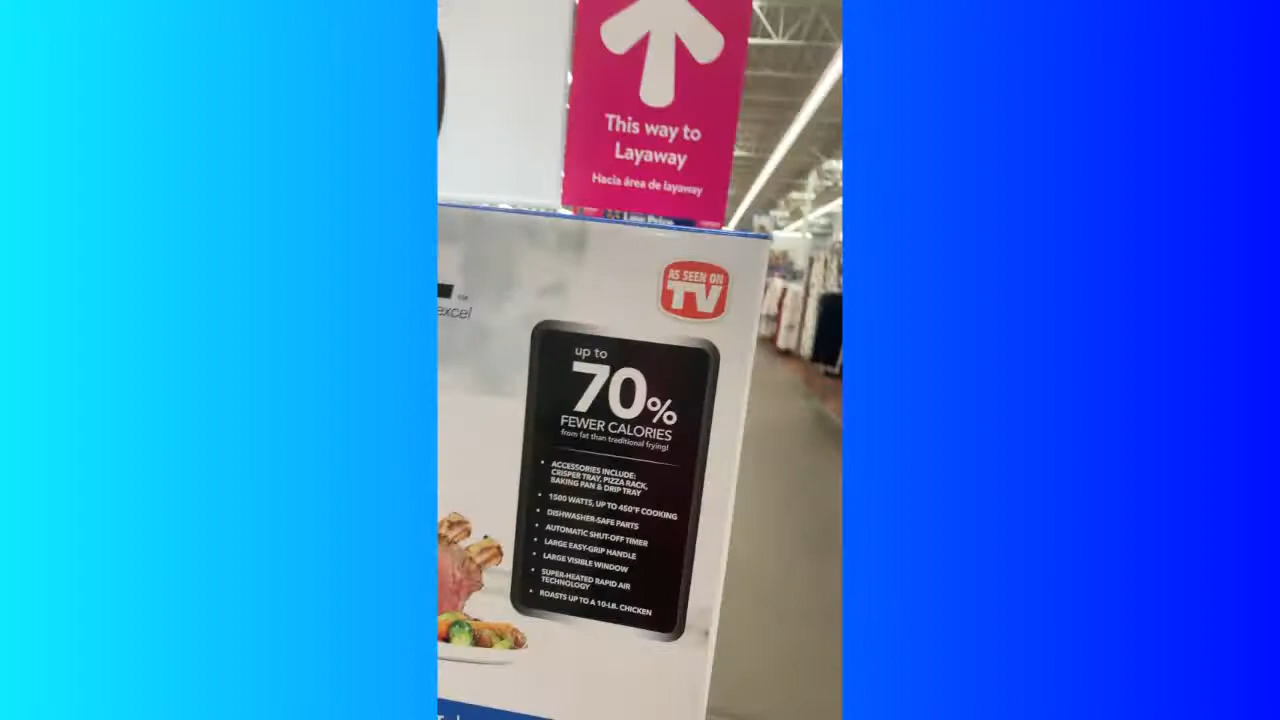 This way to
Layaway
Hacia área de layaway
Low Price
AS SEEN ON
TV
excel
up to
70%
FEWER CALORIES
from fat than traditional frying!
• ACCESSORIES INCLUDE:
CRISPER TRAY, PIZZA RACK,
BAKING PAN & DRIP TRAY
• 1500 WATTS, UP TO 450°F COOKING
• DISHWASHER-SAFE PARTS
• AUTOMATIC SHUT-OFF TIMER
• LARGE EASY-GRIP HANDLE
• LARGE VISIBLE WINDOW
• SUPER-HEATED RAPID AIR
TECHNOLOGY
• ROASTS UP TO A 10-LB. CHICKEN